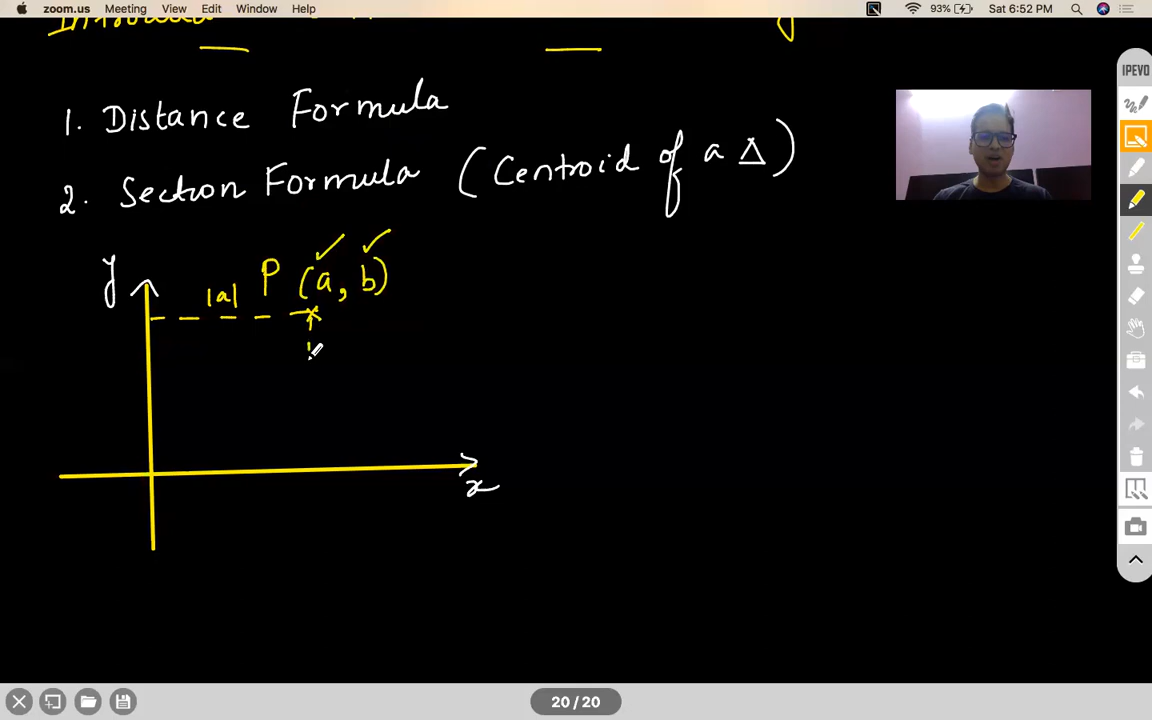 zoom.us Meeting View Edit Window Help 93% Sat 6:52 PM
IPEVO
1. Distance Formula
2. Section Formula (Centroid of a Δ)
y P (a, b)
|a|
x
20 / 20